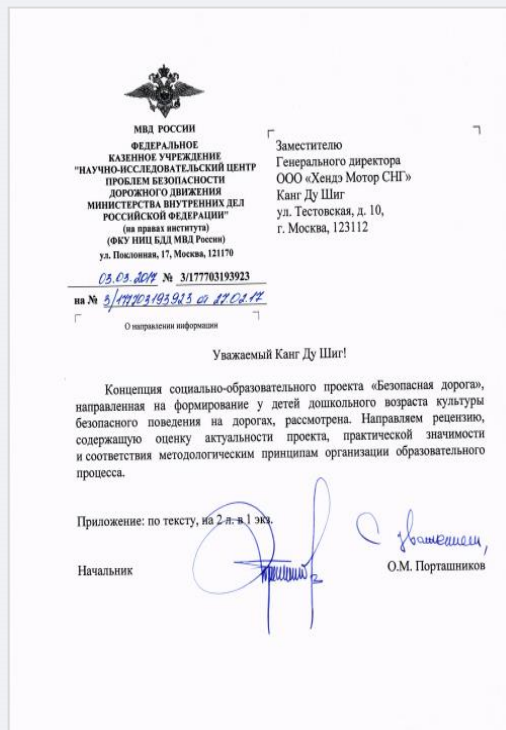 МВД РОССИИ
ФЕДЕРАЛЬНОЕ
КАЗЕННОЕ УЧРЕЖДЕНИЕ
"НАУЧНО-ИССЛЕДОВАТЕЛЬСКИЙ ЦЕНТР
ПРОБЛЕМ БЕЗОПАСНОСТИ
ДОРОЖНОГО ДВИЖЕНИЯ
МИНИСТЕРСТВА ВНУТРЕННИХ ДЕЛ
РОССИЙСКОЙ ФЕДЕРАЦИИ"
(на правах института)
(ФКУ НИЦ БДД МВД России)
ул. Поклонная, 17, Москва, 121170
03.03.2017 № 3/177703193923
на № 3/177703193923 от 27.02.17
О направлении информации
Заместителю
Генерального директора
ООО «Хендэ Мотор СНГ»
Канг Ду Шиг
ул. Тестовская, д. 10,
г. Москва, 123112
Уважаемый Канг Ду Шиг!
Концепция социально-образовательного проекта «Безопасная дорога»,
направленная на формирование у детей дошкольного возраста культуры
безопасного поведения на дорогах, рассмотрена. Направляем рецензию,
содержащую оценку актуальности проекта, практической значимости
и соответствия методологическим принципам организации образовательного
процесса.
Приложение: по тексту, на 2 л. в 1 экз.
С уважением,
Начальник О.М. Порташников